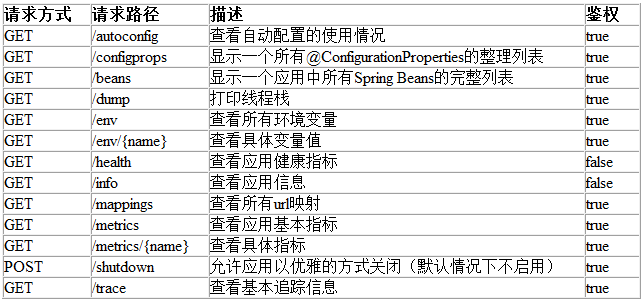 请求方式 请求路径 描述 鉴权
GET /autoconfig 查看自动配置的使用情况 true
GET /configprops 显示一个所有@ConfigurationProperties的整理列表 true
GET /beans 显示一个应用中所有Spring Beans的完整列表 true
GET /dump 打印线程栈 true
GET /env 查看所有环境变量 true
GET /env/{name} 查看具体变量值 true
GET /health 查看应用健康指标 false
GET /info 查看应用信息 false
GET /mappings 查看所有url映射 true
GET /metrics 查看应用基本指标 true
GET /metrics/{name} 查看具体指标 true
POST /shutdown 允许应用以优雅的方式关闭（默认情况下不启用） true
GET /trace 查看基本追踪信息 true